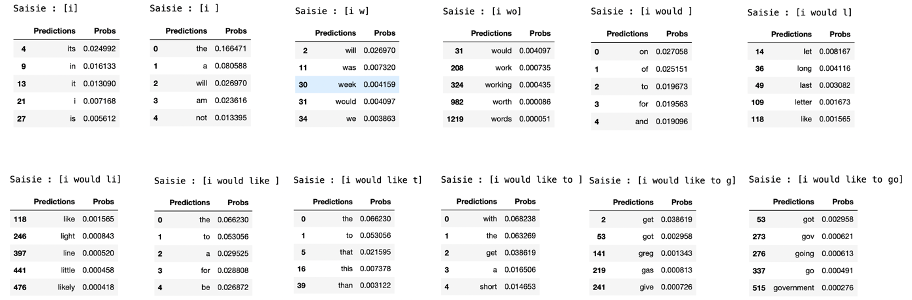 Saisie : [i]
Predictions Probs
4 its 0.024992
9 in 0.016133
13 it 0.013090
21 i 0.007168
27 is 0.005612
Saisie : [i ]
Predictions Probs
0 the 0.166471
1 a 0.080588
2 will 0.026970
3 am 0.023616
4 not 0.013395
Saisie : [i w]
Predictions Probs
2 will 0.026970
11 was 0.007320
30 week 0.004159
31 would 0.004097
34 we 0.003863
Saisie : [i wo]
Predictions Probs
31 would 0.004097
208 work 0.000735
324 working 0.000435
982 worth 0.000086
1219 words 0.000051
Saisie : [i would ]
Predictions Probs
0 on 0.027058
1 of 0.025151
2 to 0.019673
3 for 0.019563
4 and 0.019096
Saisie : [i would l]
Predictions Probs
14 let 0.008167
36 long 0.004116
49 last 0.003082
109 letter 0.001673
118 like 0.001565
Saisie : [i would li]
Predictions Probs
118 like 0.001565
246 light 0.000843
397 line 0.000520
441 little 0.000458
476 likely 0.000418
Saisie : [i would like ]
Predictions Probs
0 the 0.066230
1 to 0.053056
2 a 0.029525
3 for 0.028808
4 be 0.026872
Saisie : [i would like t]
Predictions Probs
0 the 0.066230
1 to 0.053056
5 that 0.021595
16 this 0.007378
39 than 0.003122
Saisie : [i would like to ]
Predictions Probs
0 with 0.068238
1 the 0.063269
2 get 0.038619
3 a 0.016506
4 short 0.014653
Saisie : [i would like to g]
Predictions Probs
2 get 0.038619
53 got 0.002958
141 greg 0.001343
219 gas 0.000813
241 give 0.000726
Saisie : [i would like to go]
Predictions Probs
53 got 0.002958
273 gov 0.000621
276 going 0.000613
337 go 0.000491
515 government 0.000276